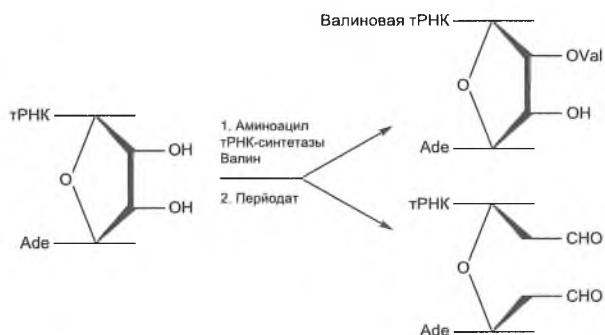 Валиновая тРНК
OVal
O
OH
Ade
тРНК
OH
O
OH
Ade
1. Аминоацил
тРНК-синтетазы
Валин
2. Перйодат
тРНК
CHO
O
CHO
Ade